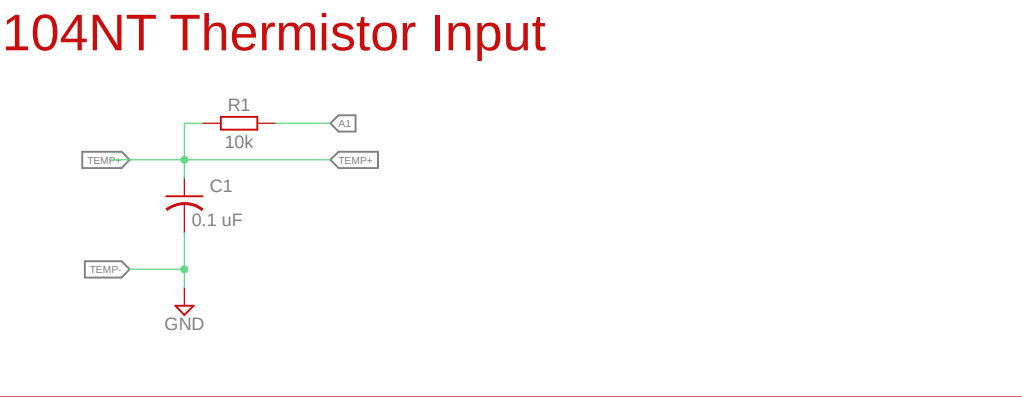 104NT Thermistor Input
R1
A1
10k
TEMP+
TEMP+
C1
0.1 uF
TEMP-
GND